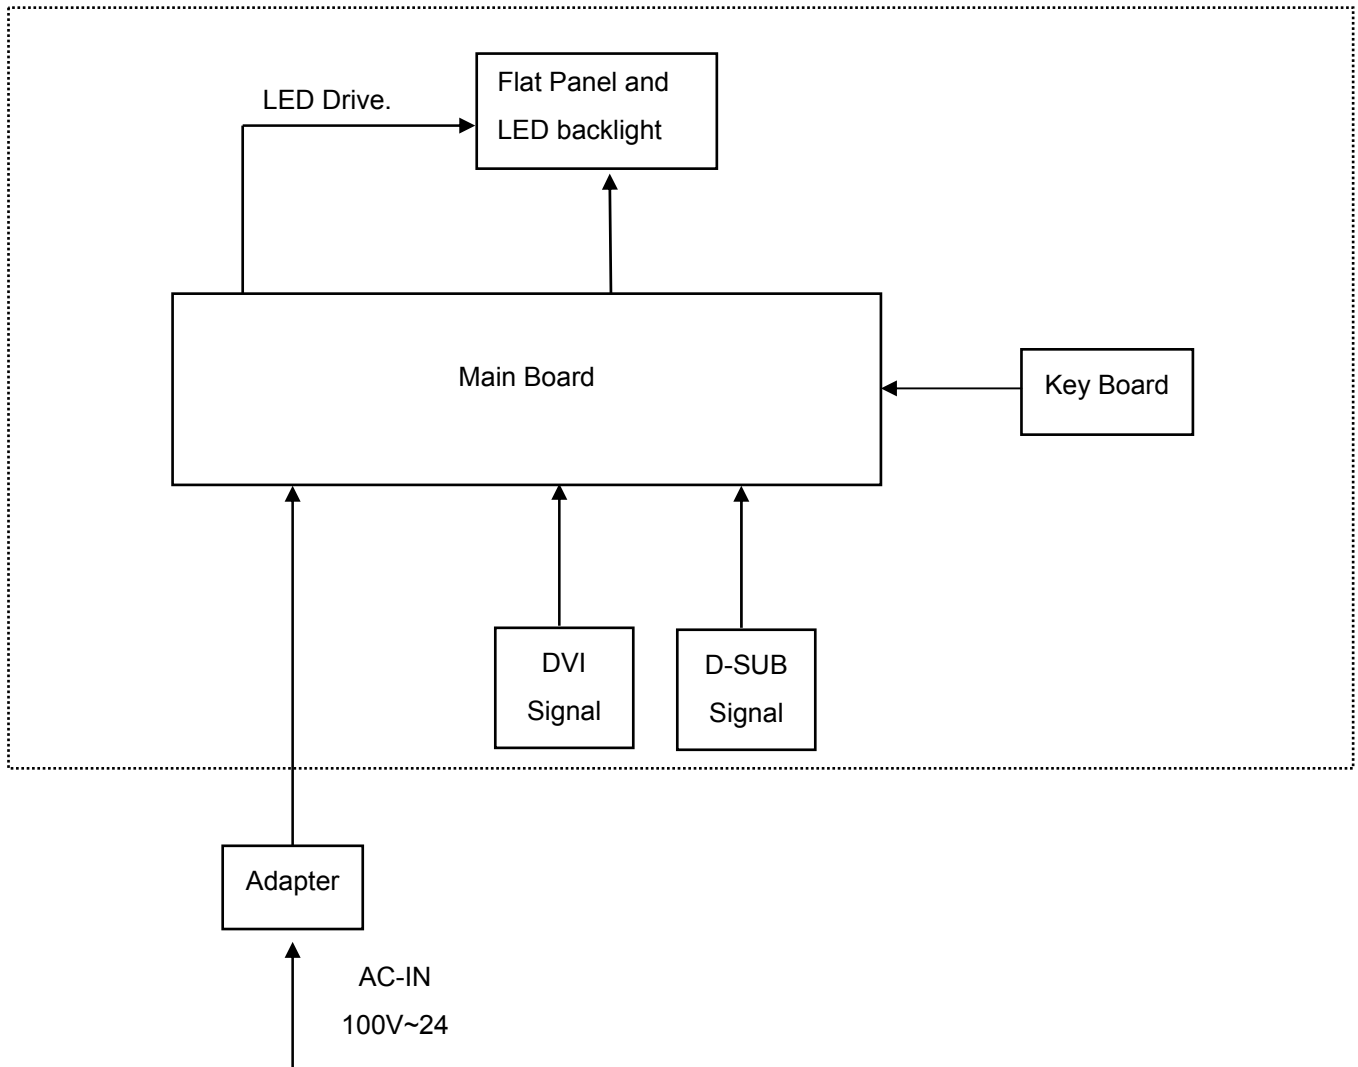 LED Drive.
Flat Panel and
LED backlight
Main Board
Key Board
DVI
Signal
D-SUB
Signal
Adapter
AC-IN
100V~24